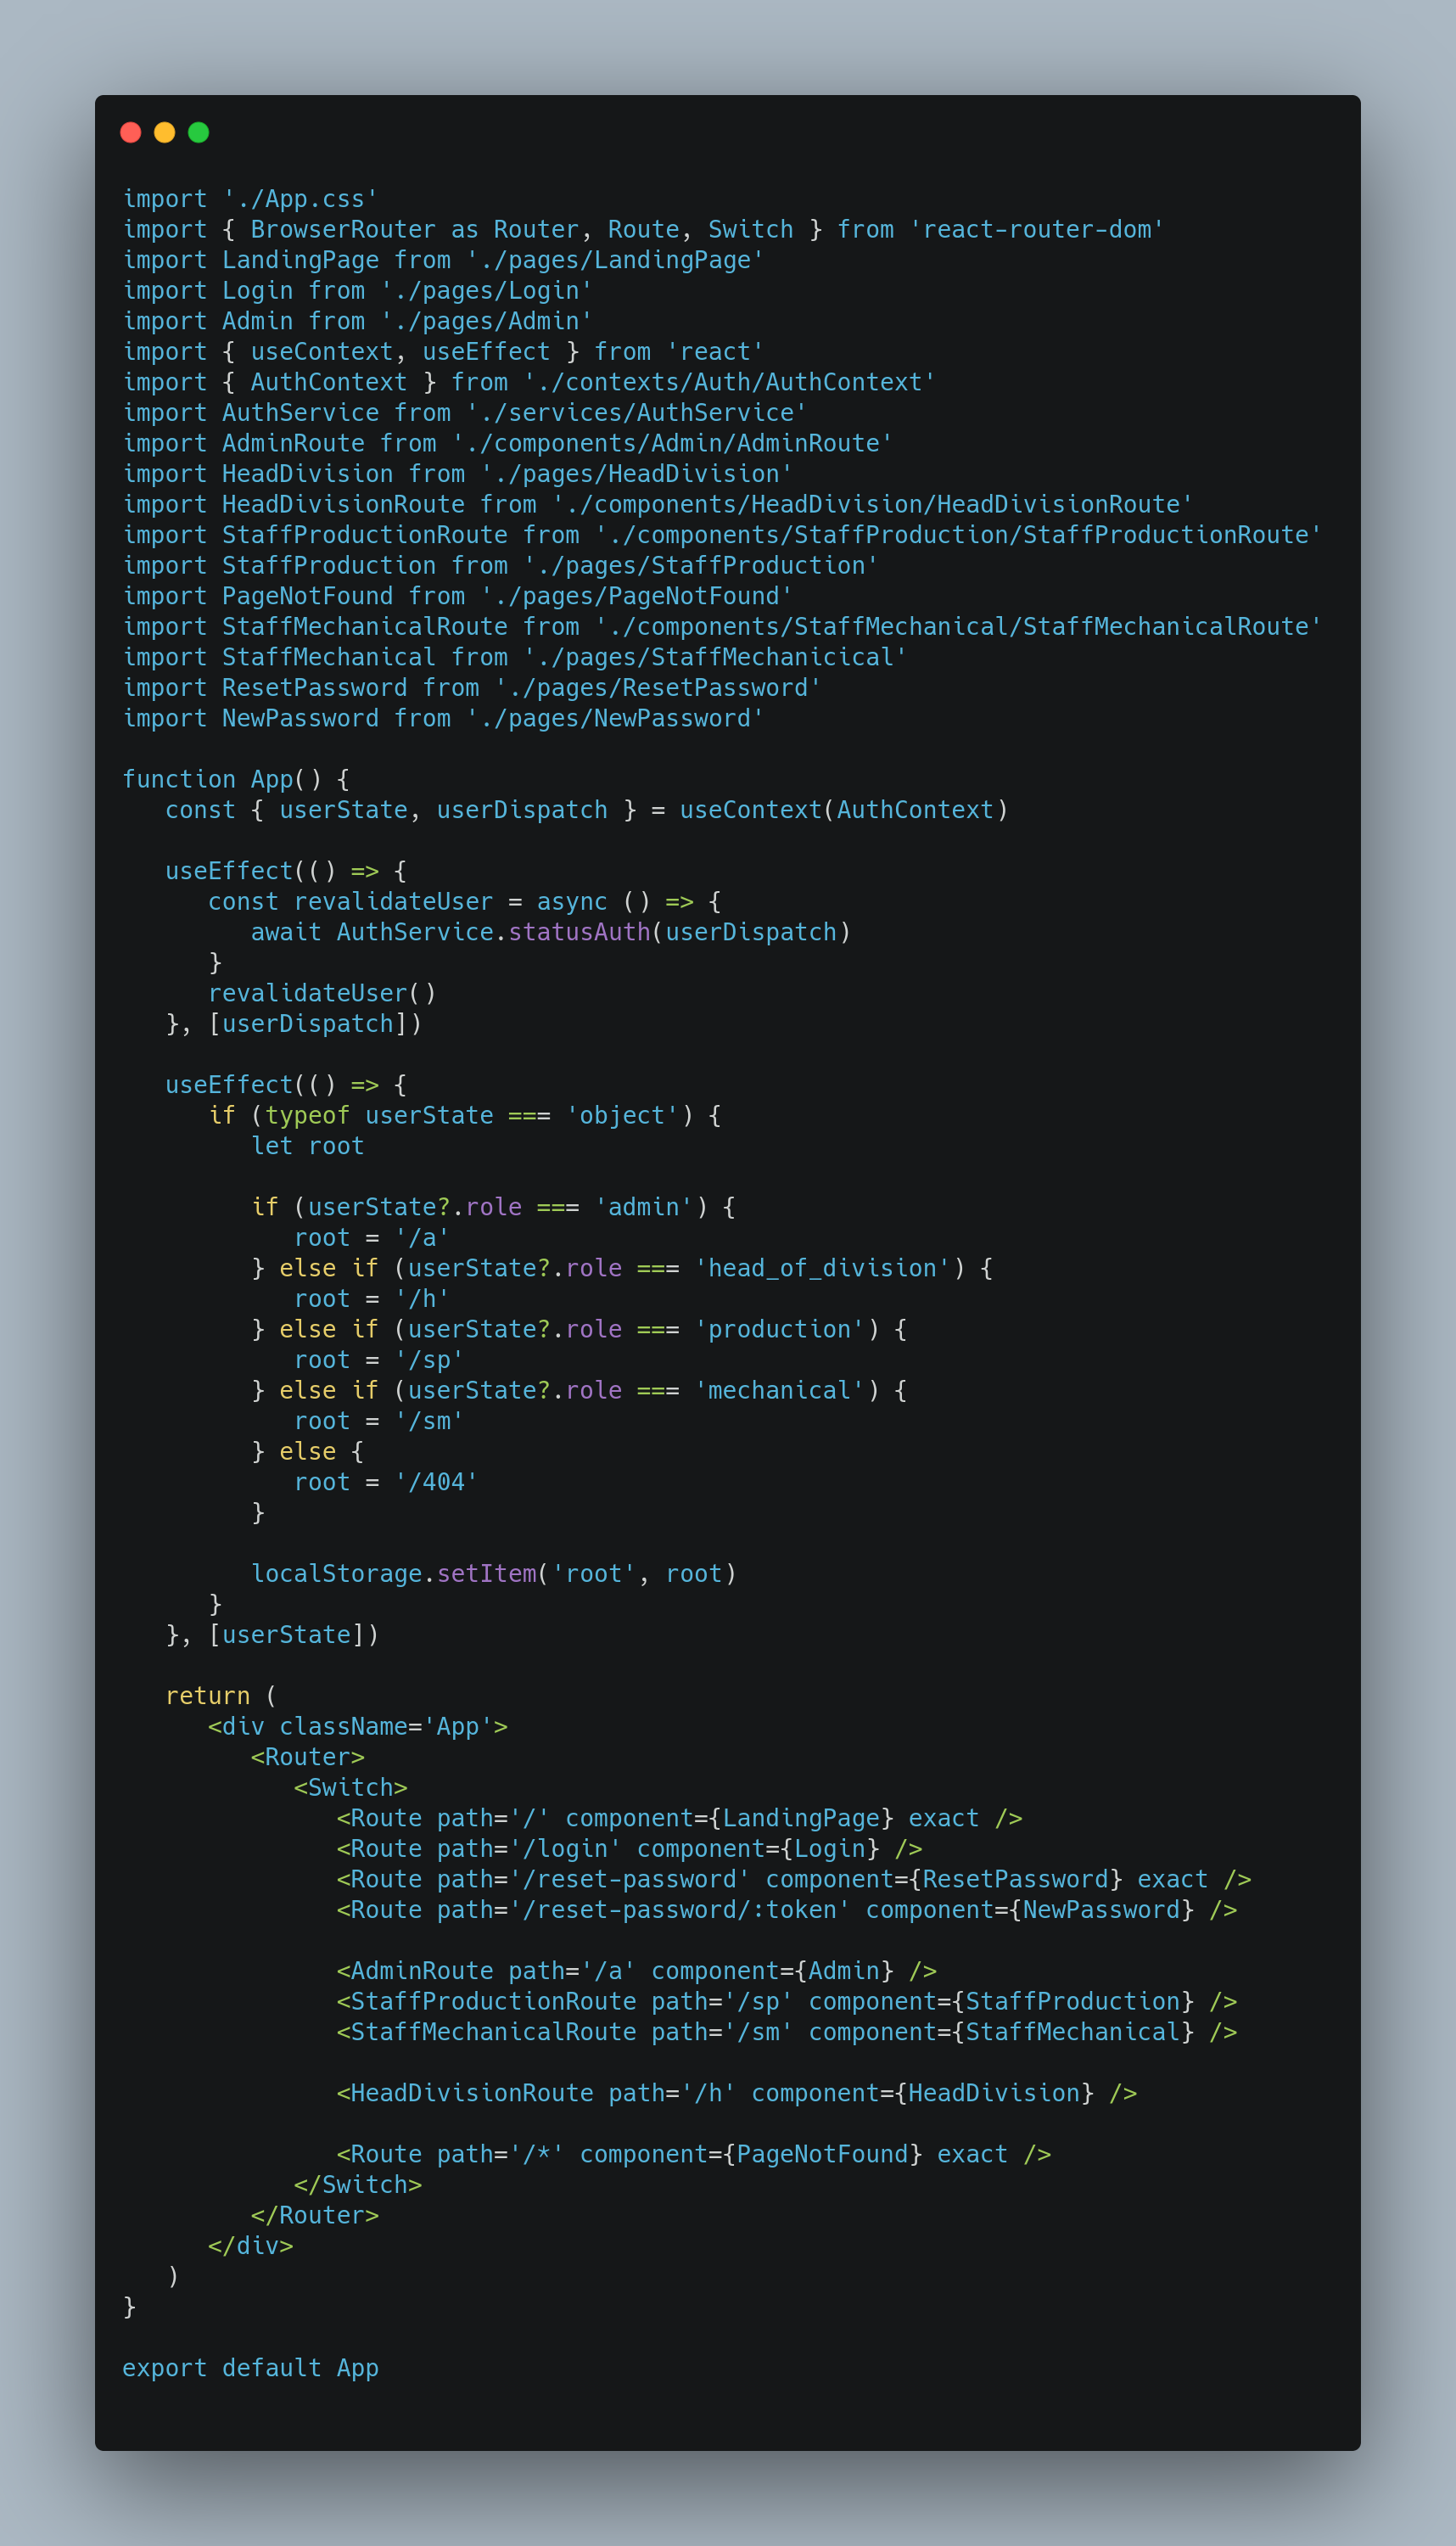 import './App.css'
import { BrowserRouter as Router, Route, Switch } from 'react-router-dom'
import LandingPage from './pages/LandingPage'
import Login from './pages/Login'
import Admin from './pages/Admin'
import { useContext, useEffect } from 'react'
import { AuthContext } from './contexts/Auth/AuthContext'
import AuthService from './services/AuthService'
import AdminRoute from './components/Admin/AdminRoute'
import HeadDivision from './pages/HeadDivision'
import HeadDivisionRoute from './components/HeadDivision/HeadDivisionRoute'
import StaffProductionRoute from './components/StaffProduction/StaffProductionRoute'
import StaffProduction from './pages/StaffProduction'
import PageNotFound from './pages/PageNotFound'
import StaffMechanicalRoute from './components/StaffMechanical/StaffMechanicalRoute'
import StaffMechanical from './pages/StaffMechanicical'
import ResetPassword from './pages/ResetPassword'
import NewPassword from './pages/NewPassword'

function App() {
   const { userState, userDispatch } = useContext(AuthContext)

   useEffect(() => {
      const revalidateUser = async () => {
         await AuthService.statusAuth(userDispatch)
      }
      revalidateUser()
   }, [userDispatch])

   useEffect(() => {
      if (typeof userState === 'object') {
         let root

         if (userState?.role === 'admin') {
            root = '/a'
         } else if (userState?.role === 'head_of_division') {
            root = '/h'
         } else if (userState?.role === 'production') {
            root = '/sp'
         } else if (userState?.role === 'mechanical') {
            root = '/sm'
         } else {
            root = '/404'
         }

         localStorage.setItem('root', root)
      }
   }, [userState])

   return (
      <div className='App'>
         <Router>
            <Switch>
               <Route path='/' component={LandingPage} exact />
               <Route path='/login' component={Login} />
               <Route path='/reset-password' component={ResetPassword} exact />
               <Route path='/reset-password/:token' component={NewPassword} />

               <AdminRoute path='/a' component={Admin} />
               <StaffProductionRoute path='/sp' component={StaffProduction} />
               <StaffMechanicalRoute path='/sm' component={StaffMechanical} />

               <HeadDivisionRoute path='/h' component={HeadDivision} />

               <Route path='/*' component={PageNotFound} exact />
            </Switch>
         </Router>
      </div>
   )
}

export default App